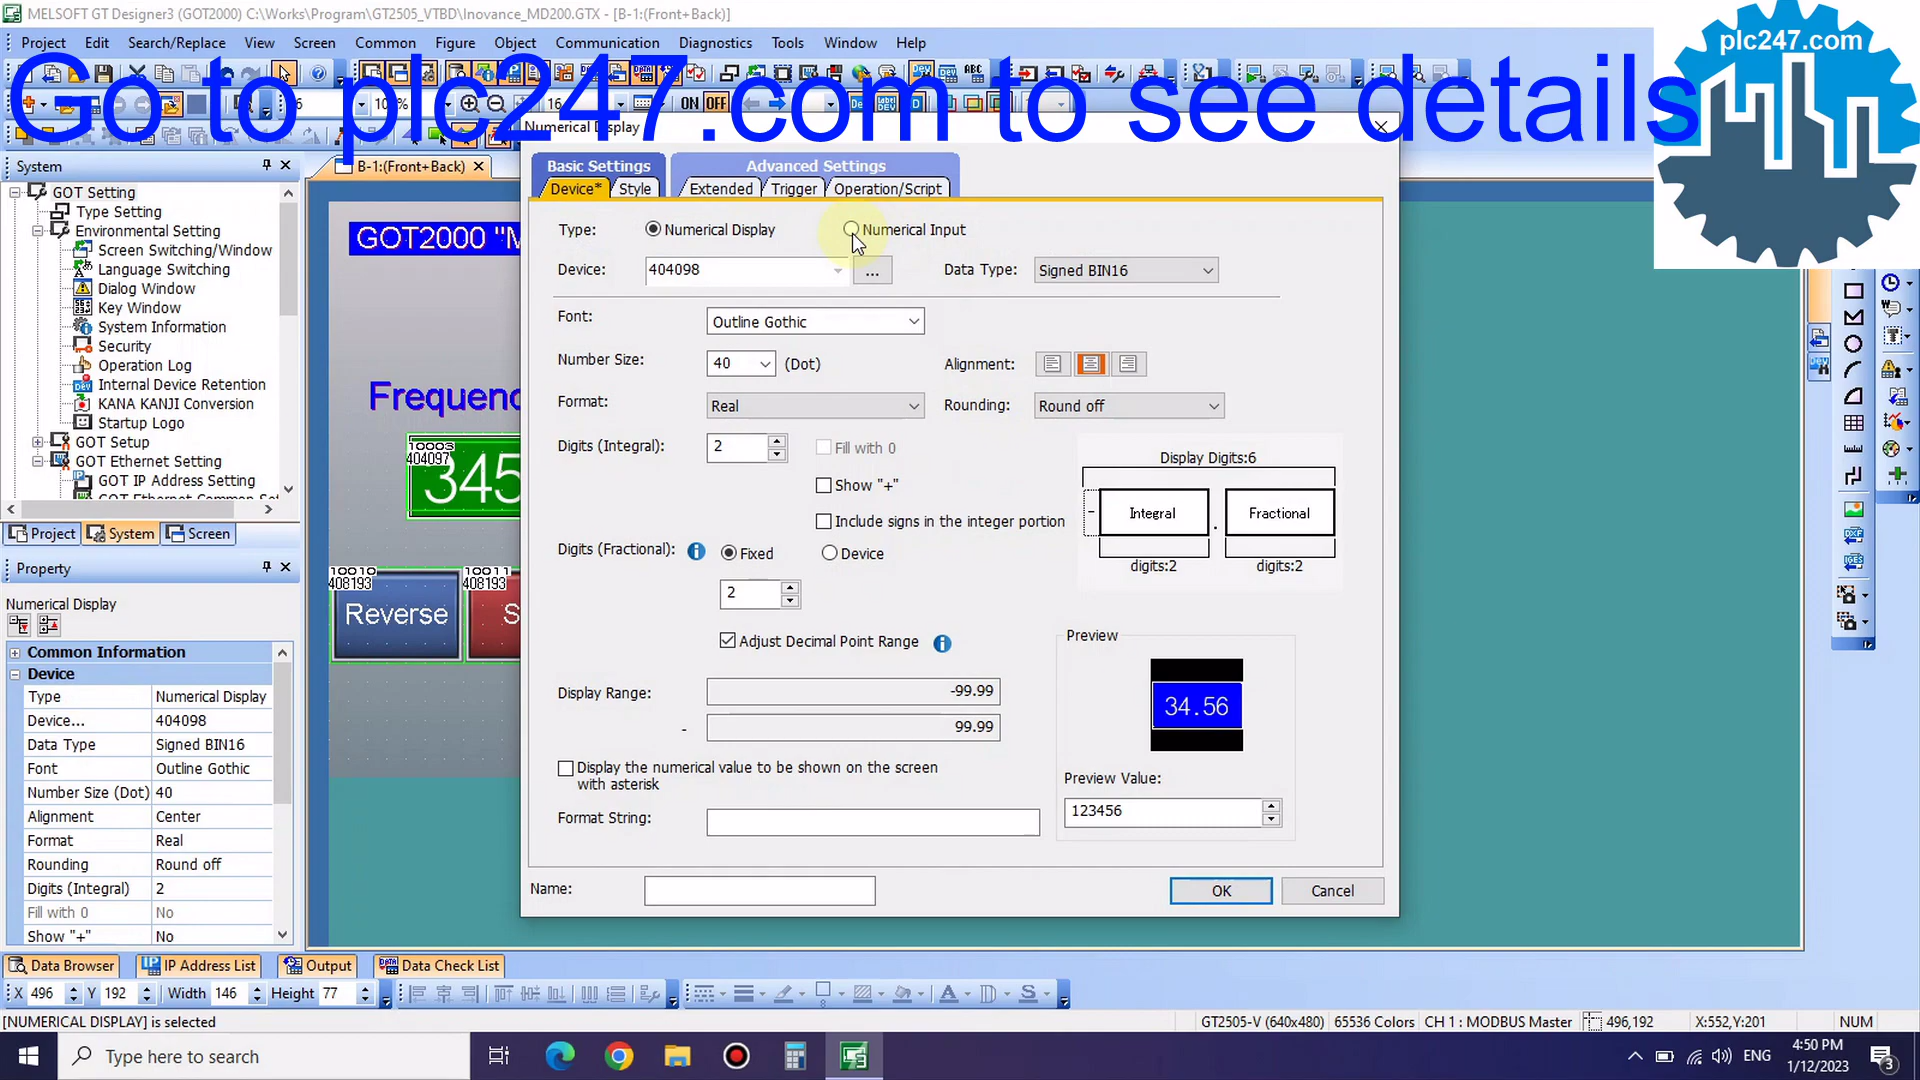 MELSOFT GT Designer3 (GOT2000) C:\Works\Program\GT2505_VTBD\Inovance_MD200.GTX - [B-1:(Front+Back)]
Project Edit Search/Replace View Screen Common Figure Object Communication Diagnostics Tools Window Help
plc247.com
Go to plc247.com to see details
16 ON OFF
Numerical Display
System
B-1:(Front+Back)
Basic Settings Advanced Settings
Device* Style Extended Trigger Operation/Script
GOT Setting
Type Setting
Environmental Setting
Screen Switching/Window
Language Switching
Dialog Window
Key Window
System Information
Security
Operation Log
Internal Device Retention
KANA KANJI Conversion
Startup Logo
GOT Setup
GOT Ethernet Setting
GOT IP Address Setting
Project System Screen
GOT2000 "M
Frequenc
10003
404097
345
10010
408193
Reverse
10011
408193
S
Type: Numerical Display Numerical Input
Device: 404098 ... Data Type: Signed BIN16
Font: Outline Gothic
Number Size: 40 (Dot) Alignment:
Format: Real Rounding: Round off
Digits (Integral): 2 Fill with 0
Show "+"
Include signs in the integer portion
Display Digits:6
- Integral . Fractional
digits:2 digits:2
Digits (Fractional): Fixed Device
2
Adjust Decimal Point Range
Display Range: -99.99
- 99.99
Display the numerical value to be shown on the screen
with asterisk
Format String:
Preview
34.56
Preview Value:
123456
Name: OK Cancel
Property
Numerical Display
Common Information
Device
Type Numerical Display
Device... 404098
Data Type Signed BIN16
Font Outline Gothic
Number Size (Dot) 40
Alignment Center
Format Real
Rounding Round off
Digits (Integral) 2
Fill with 0 No
Show "+" No
Data Browser IP Address List Output Data Check List
X 496 Y 192 Width 146 Height 77
[NUMERICAL DISPLAY] is selected GT2505-V (640x480) 65536 Colors CH 1 : MODBUS Master 496,192 X:552,Y:201 NUM
Type here to search ENG 4:50 PM
1/12/2023
3